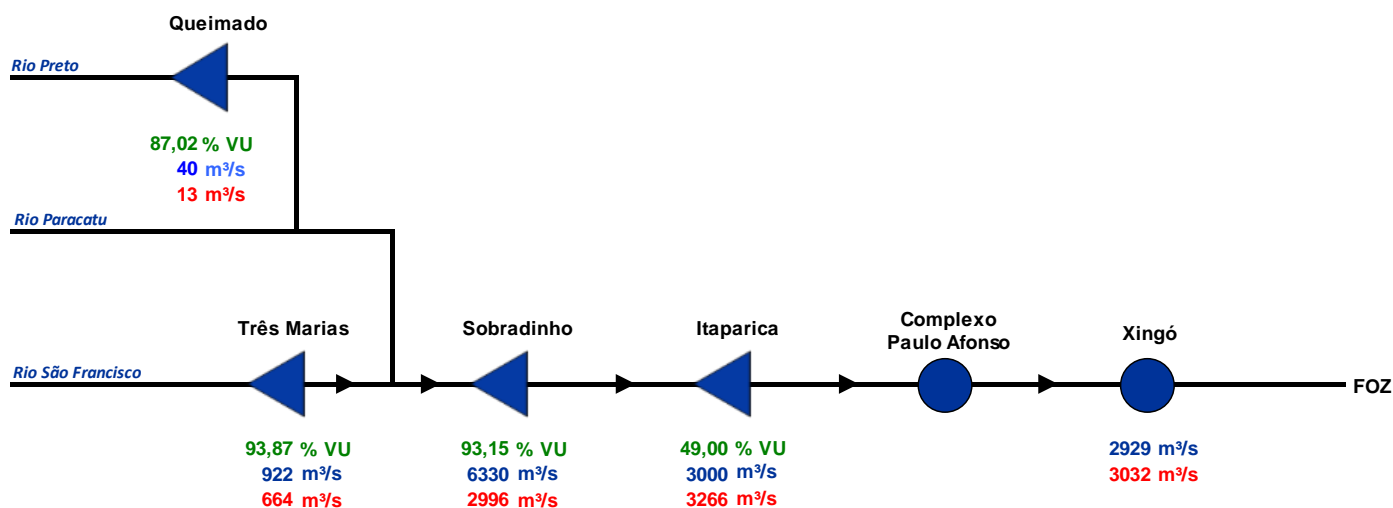 Queimado
Rio Preto
87,02 % VU
40 m³/s
13 m³/s
Rio Paracatu
Três Marias
Sobradinho
Itaparica
Complexo
Paulo Afonso
Xingó
Rio São Francisco
FOZ
93,87 % VU
922 m³/s
664 m³/s
93,15 % VU
6330 m³/s
2996 m³/s
49,00 % VU
3000 m³/s
3266 m³/s
2929 m³/s
3032 m³/s